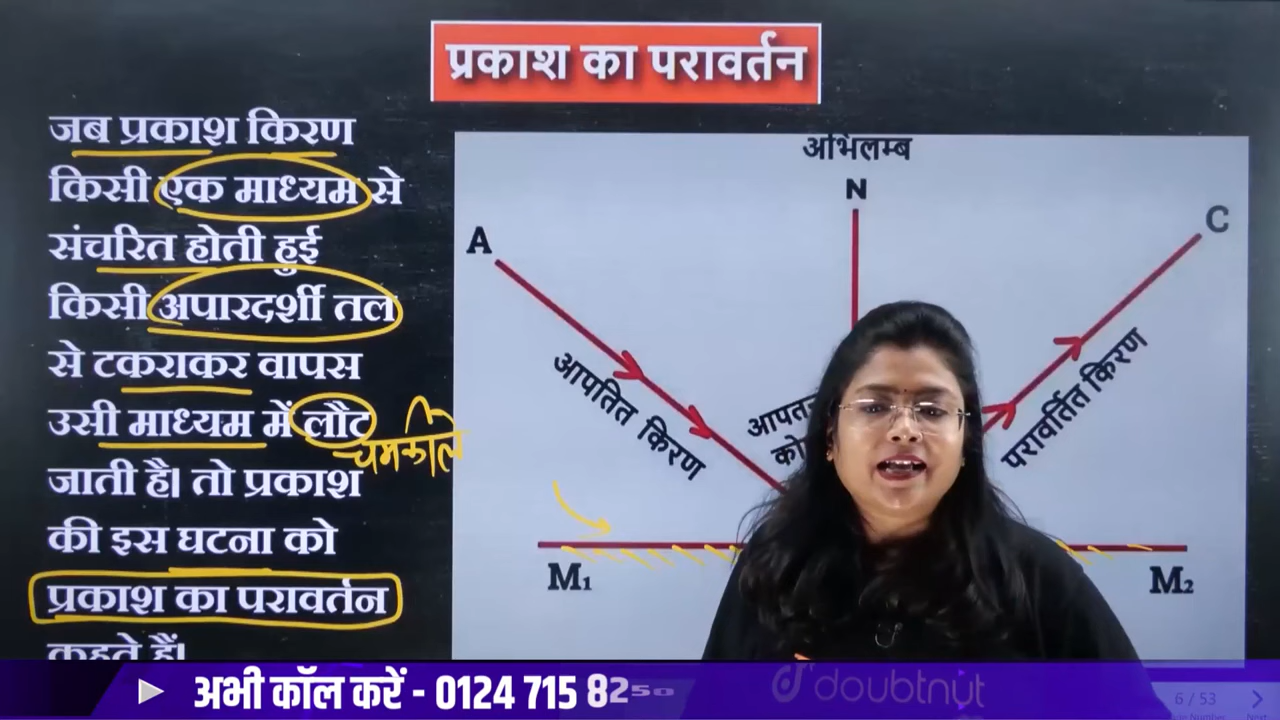 प्रकाश का परावर्तन
जब प्रकाश किरण
किसी एक माध्यम से
संचरित होती हुई
किसी अपारदर्शी तल
से टकराकर वापस
उसी माध्यम में लौट
चमकीले
जाती है। तो प्रकाश
की इस घटना को
प्रकाश का परावर्तन
कहते हैं।
अभिलम्ब
N
A
C
आपतित किरण
परावर्तित किरण
M₁
M₂
अभी कॉल करें - 0124 715 8250
doubtnut
6 / 53